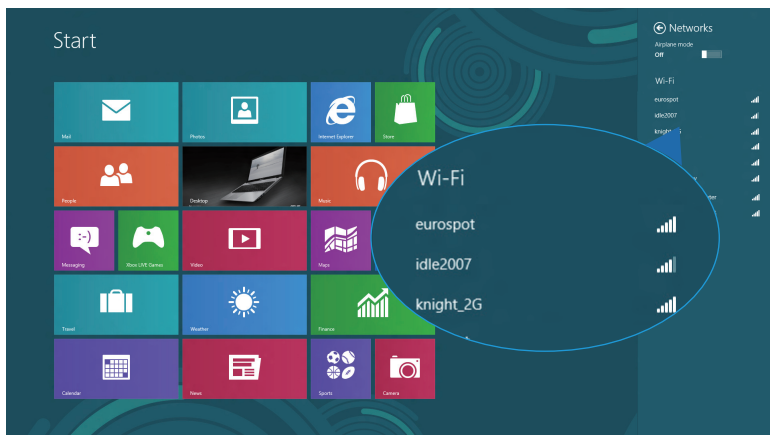 Start
Networks
Airplane mode
Off
Wi-Fi
eurospot
idle2007
Mail
Photos
Internet Explorer
Store
People
Desktop
Music
Messaging
Xbox LIVE Games
Video
Maps
Travel
Weather
Finance
Calendar
News
Sports
Camera
Wi-Fi
eurospot
idle2007
knight_2G